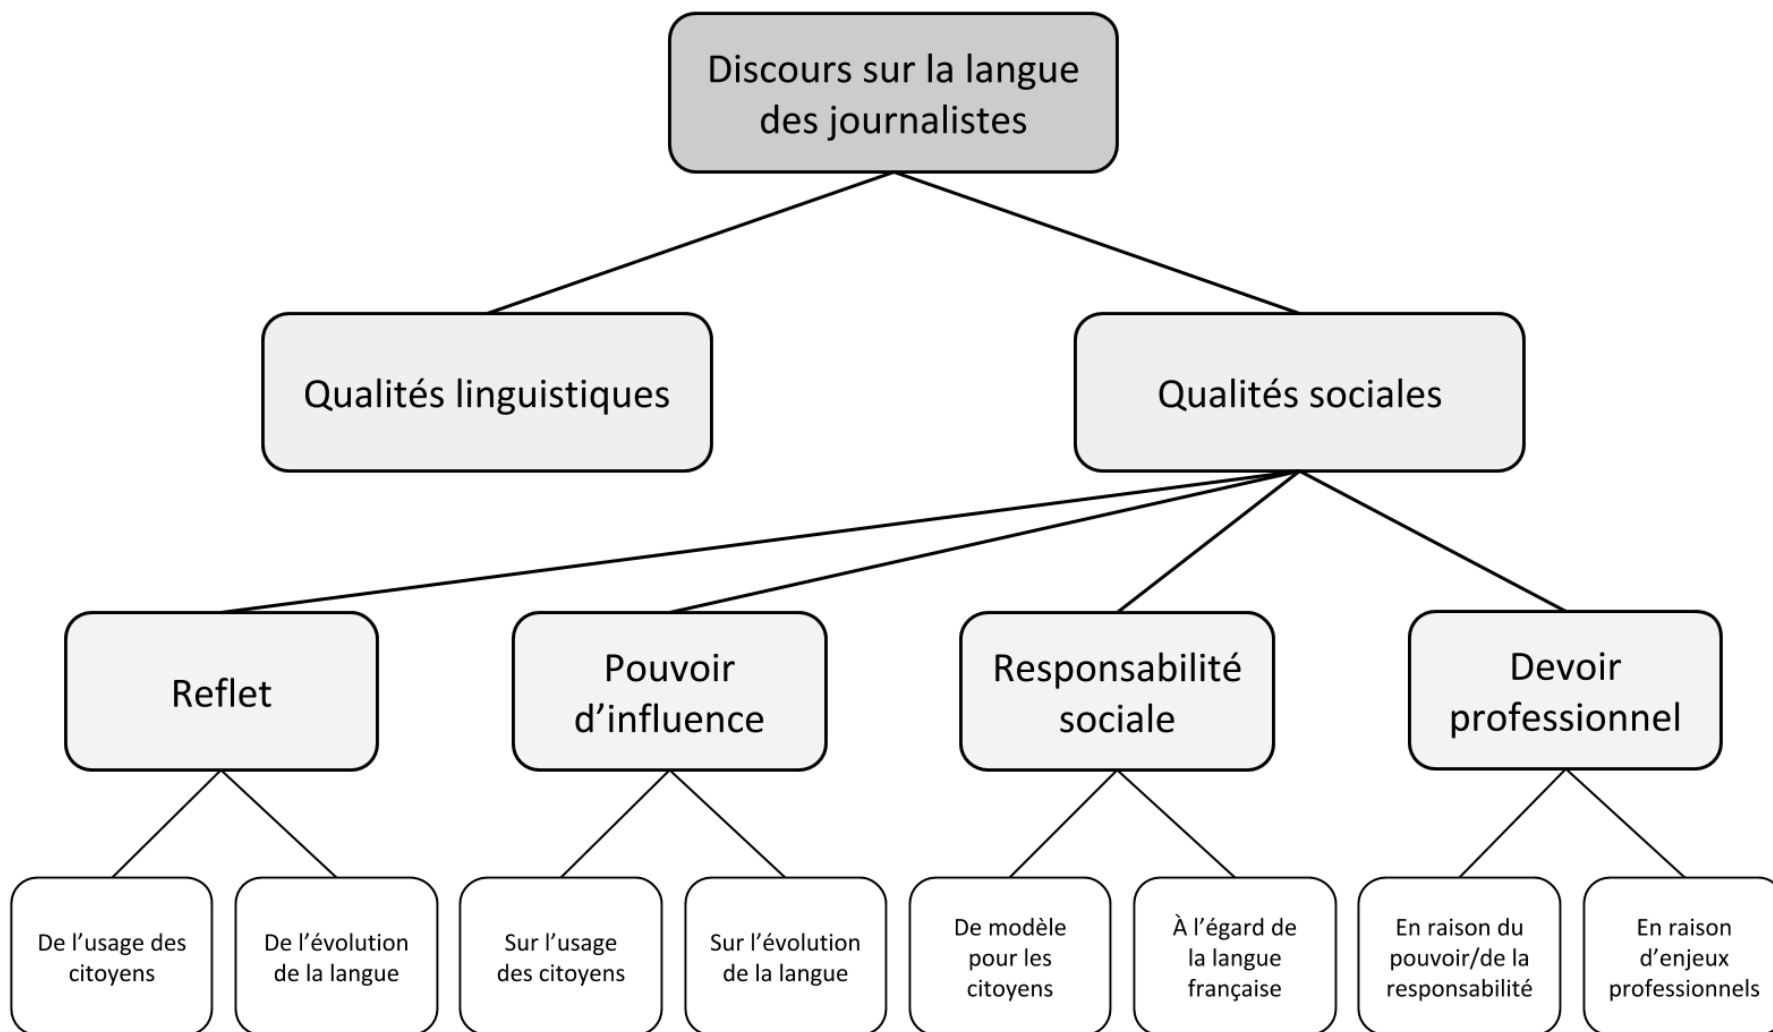 Discours sur la langue
des journalistes
Qualités linguistiques
Qualités sociales
Reflet
Pouvoir
d’influence
Responsabilité
sociale
Devoir
professionnel
De l’usage des
citoyens
De l’évolution
de la langue
Sur l’usage
des citoyens
Sur l’évolution
de la langue
De modèle
pour les
citoyens
À l’égard de
la langue
française
En raison du
pouvoir/de la
responsabilité
En raison
d’enjeux
professionnels